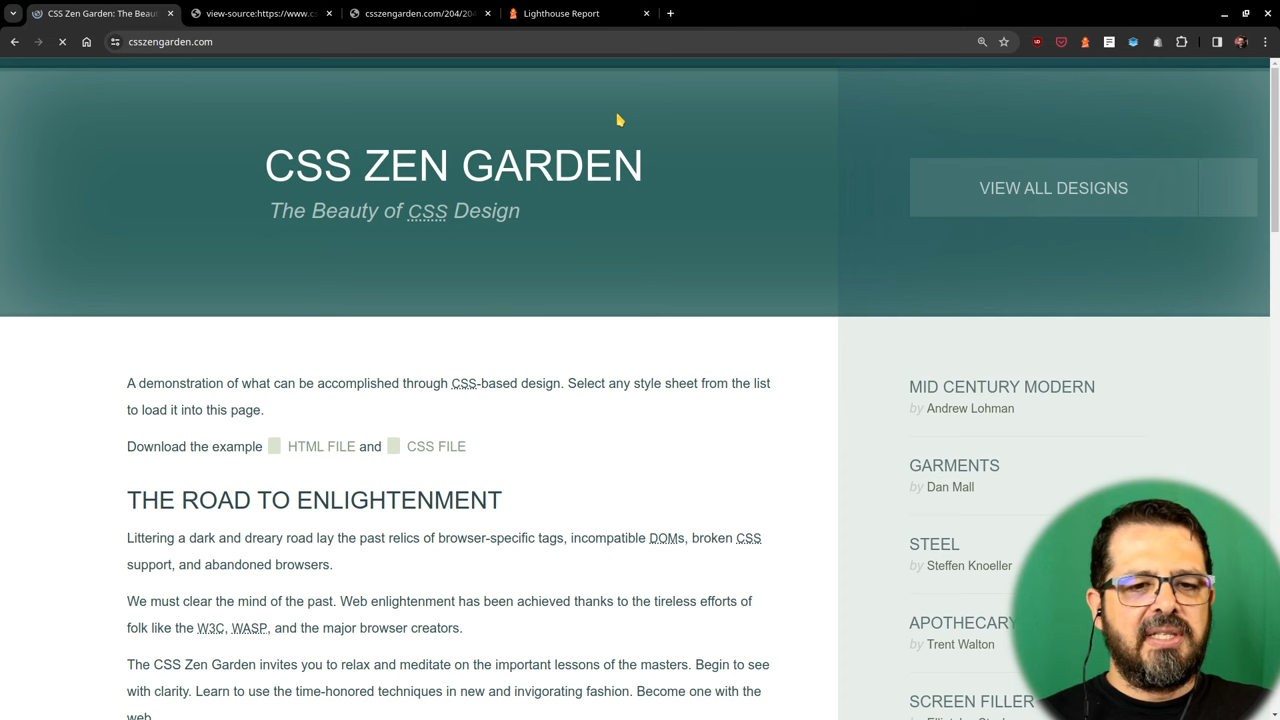 CSS Zen Garden: The Beaut
view-source:https://www.cs
csszengarden.com/204/20
Lighthouse Report
csszengarden.com
CSS ZEN GARDEN
The Beauty of CSS Design
VIEW ALL DESIGNS
A demonstration of what can be accomplished through CSS-based design. Select any style sheet from the list
to load it into this page.
Download the example HTML FILE and CSS FILE
THE ROAD TO ENLIGHTENMENT
Littering a dark and dreary road lay the past relics of browser-specific tags, incompatible DOMs, broken CSS
support, and abandoned browsers.
We must clear the mind of the past. Web enlightenment has been achieved thanks to the tireless efforts of
folk like the W3C, WASP, and the major browser creators.
The CSS Zen Garden invites you to relax and meditate on the important lessons of the masters. Begin to see
with clarity. Learn to use the time-honored techniques in new and invigorating fashion. Become one with the
web.
MID CENTURY MODERN
by Andrew Lohman
GARMENTS
by Dan Mall
STEEL
by Steffen Knoeller
APOTHECARY
by Trent Walton
SCREEN FILLER
by